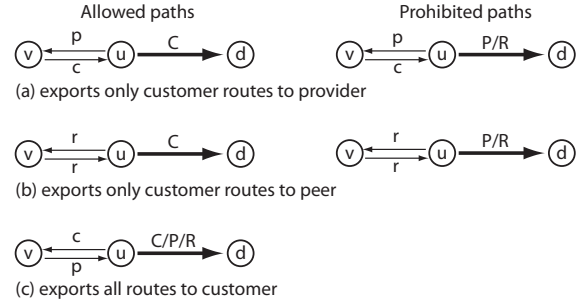 Allowed paths Prohibited paths
p C p P/R
v u d v u d
c c
(a) exports only customer routes to provider
r C r P/R
v u d v u d
r r
(b) exports only customer routes to peer
c C/P/R
v u d
p
(c) exports all routes to customer